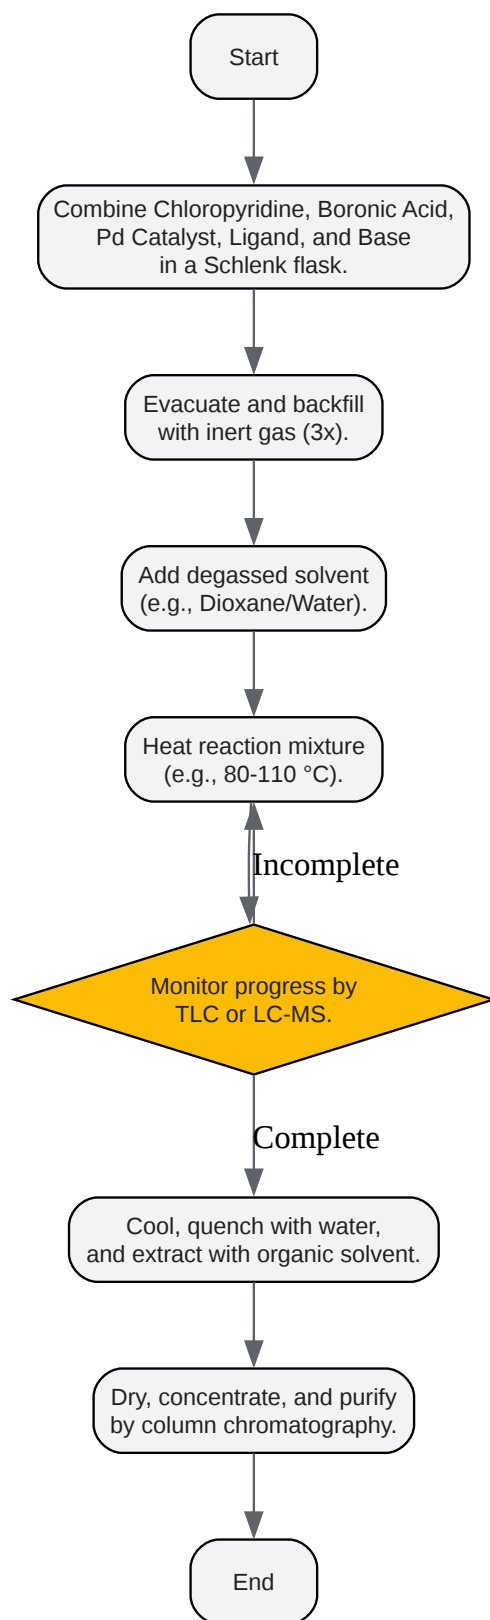 Start
Combine Chloropyridine, Boronic Acid,
Pd Catalyst, Ligand, and Base
in a Schlenk flask.
Evacuate and backfill
with inert gas (3x).
Add degassed solvent
(e.g., Dioxane/Water).
Heat reaction mixture
(e.g., 80-110 °C).
Incomplete
Monitor progress by
TLC or LC-MS.
Complete
Cool, quench with water,
and extract with organic solvent.
Dry, concentrate, and purify
by column chromatography.
End